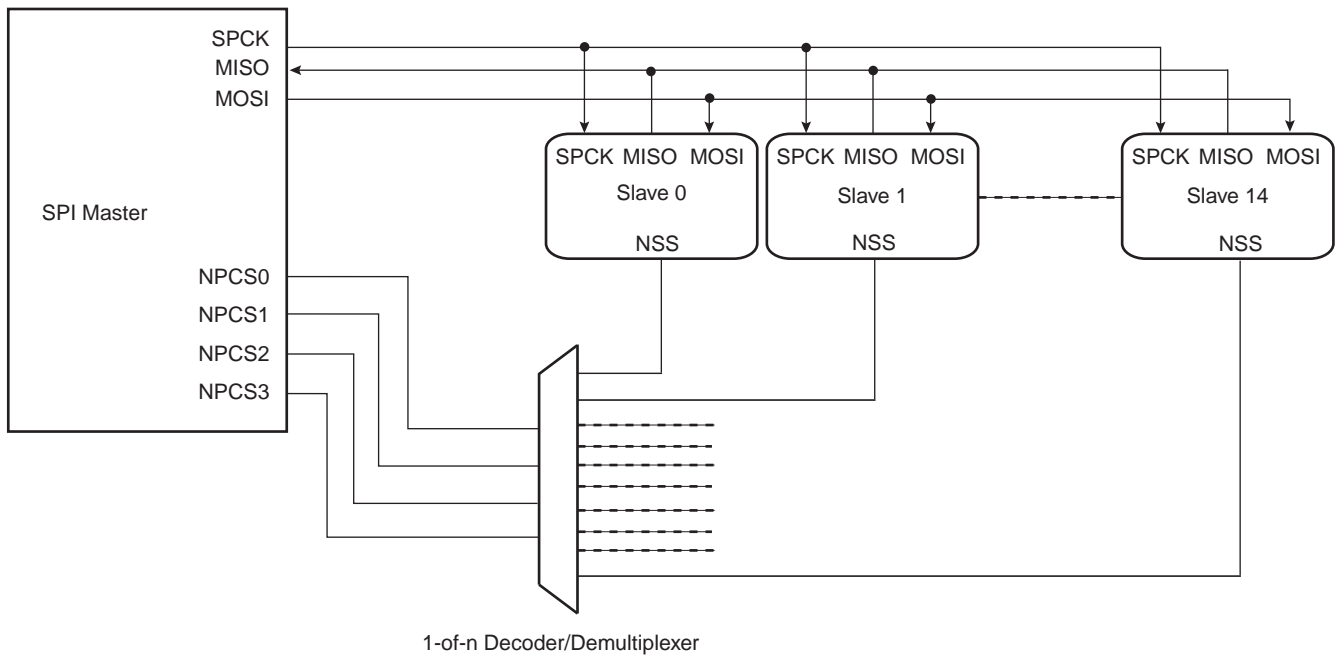 SPCK
MISO
MOSI
SPI Master
NPCS0
NPCS1
NPCS2
NPCS3
SPCK MISO MOSI
Slave 0
NSS
SPCK MISO MOSI
Slave 1
NSS
SPCK MISO MOSI
Slave 14
NSS
1-of-n Decoder/Demultiplexer